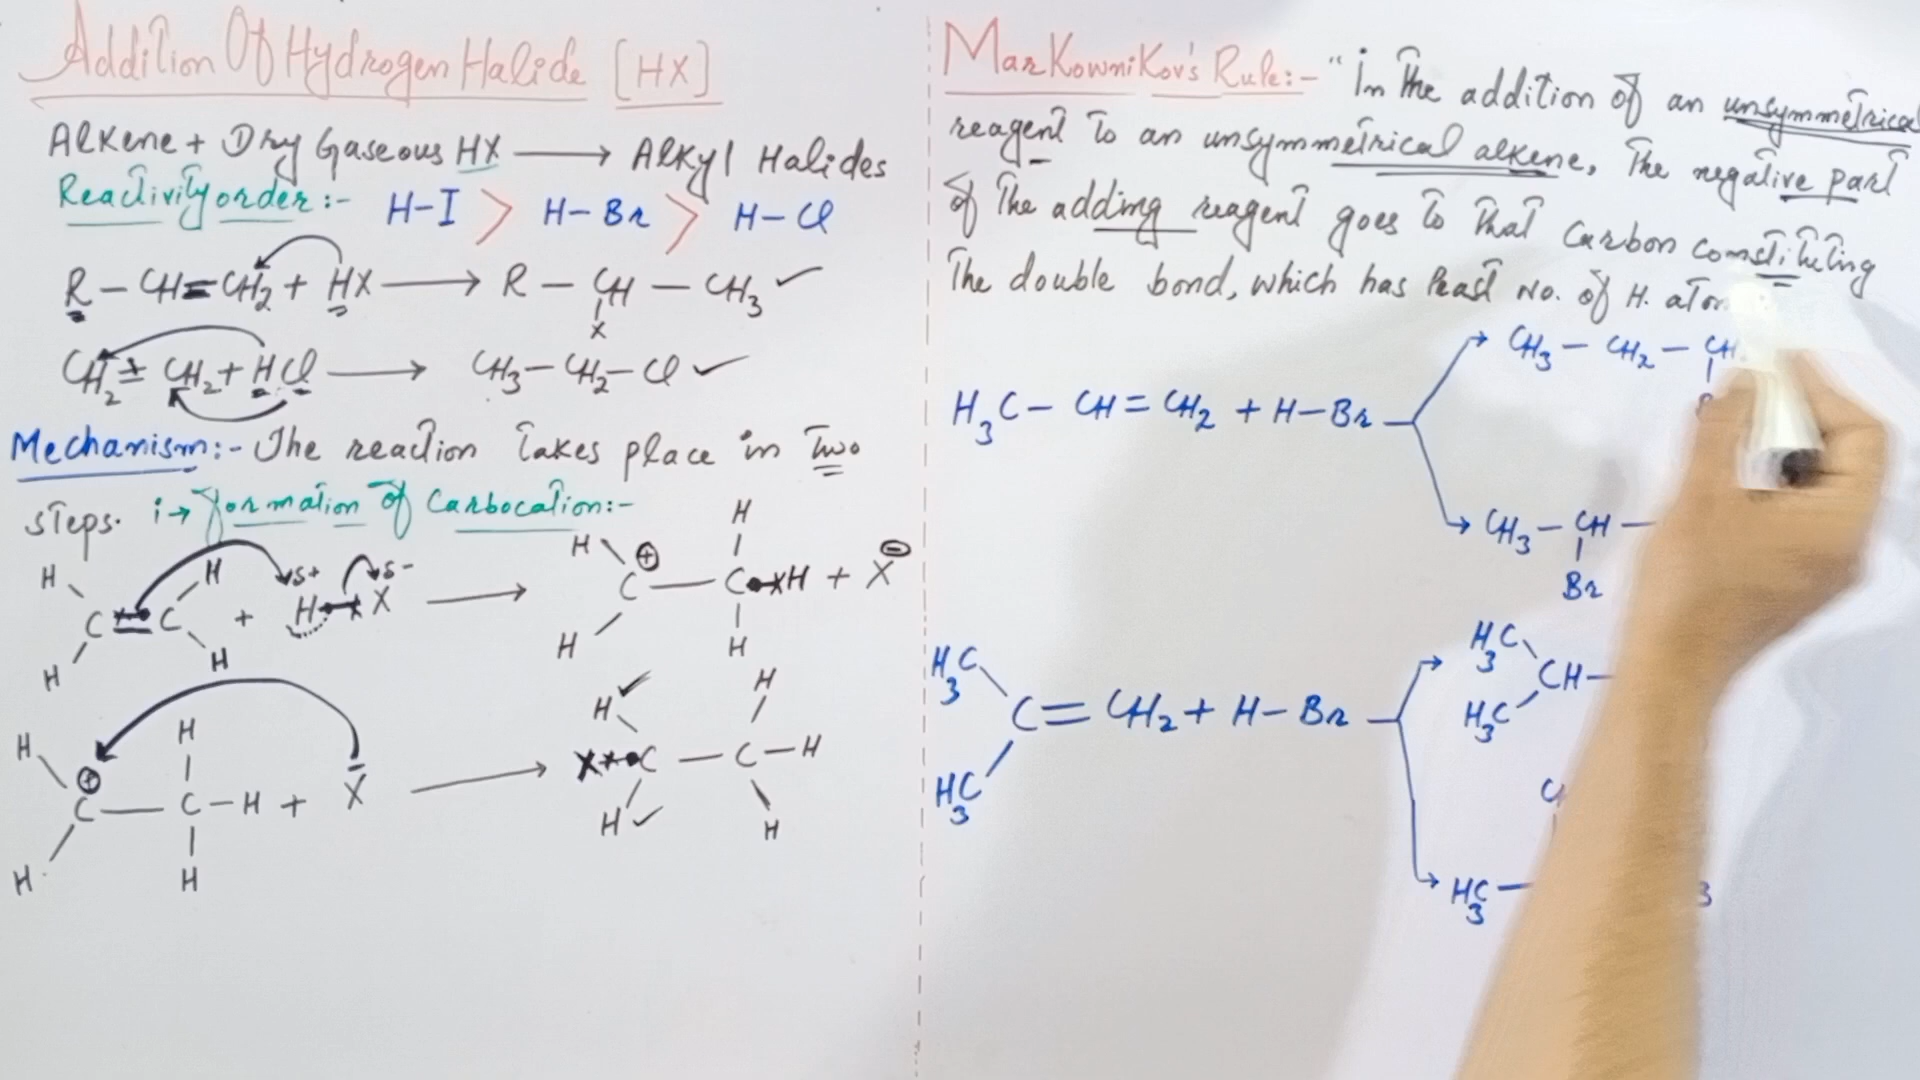 Addition Of Hydrogen Halide [HX]
Alkene + Dry Gaseous HX ⟶ Alkyl Halides
Reactivity order:- H-I > H-Br > H-Cl
R - CH=CH₂ + HX ⟶ R - CH - CH₃ ✓
X
CH₂ = CH₂ + HCl ⟶ CH₃ - CH₂ - Cl ✓
Mechanism:- The reaction takes place in Two
steps. i→ formation of Carbocation:-
H H δ+ δ-
C = C + H X ⟶
H H
H ⊕ H
C - C H + X ⊖
H H
H H
⊕ C - C - H + X⁻ ⟶
H H
H ✓ H
X C - C - H
H ✓ H
MarKowniKov's Rule:- "In the addition of an unsymmetrical
reagent to an unsymmetrical alkene, The negative part
of the adding reagent goes to that Carbon constituting
The double bond, which has least No. of H. atom
H₃C - CH = CH₂ + H-Br
CH₃ - CH₂ - CH
CH₃ - CH -
Br
H₃C
C = CH₂ + H-Br
H₃C
H₃C
CH -
H₃C
H₃C - 3